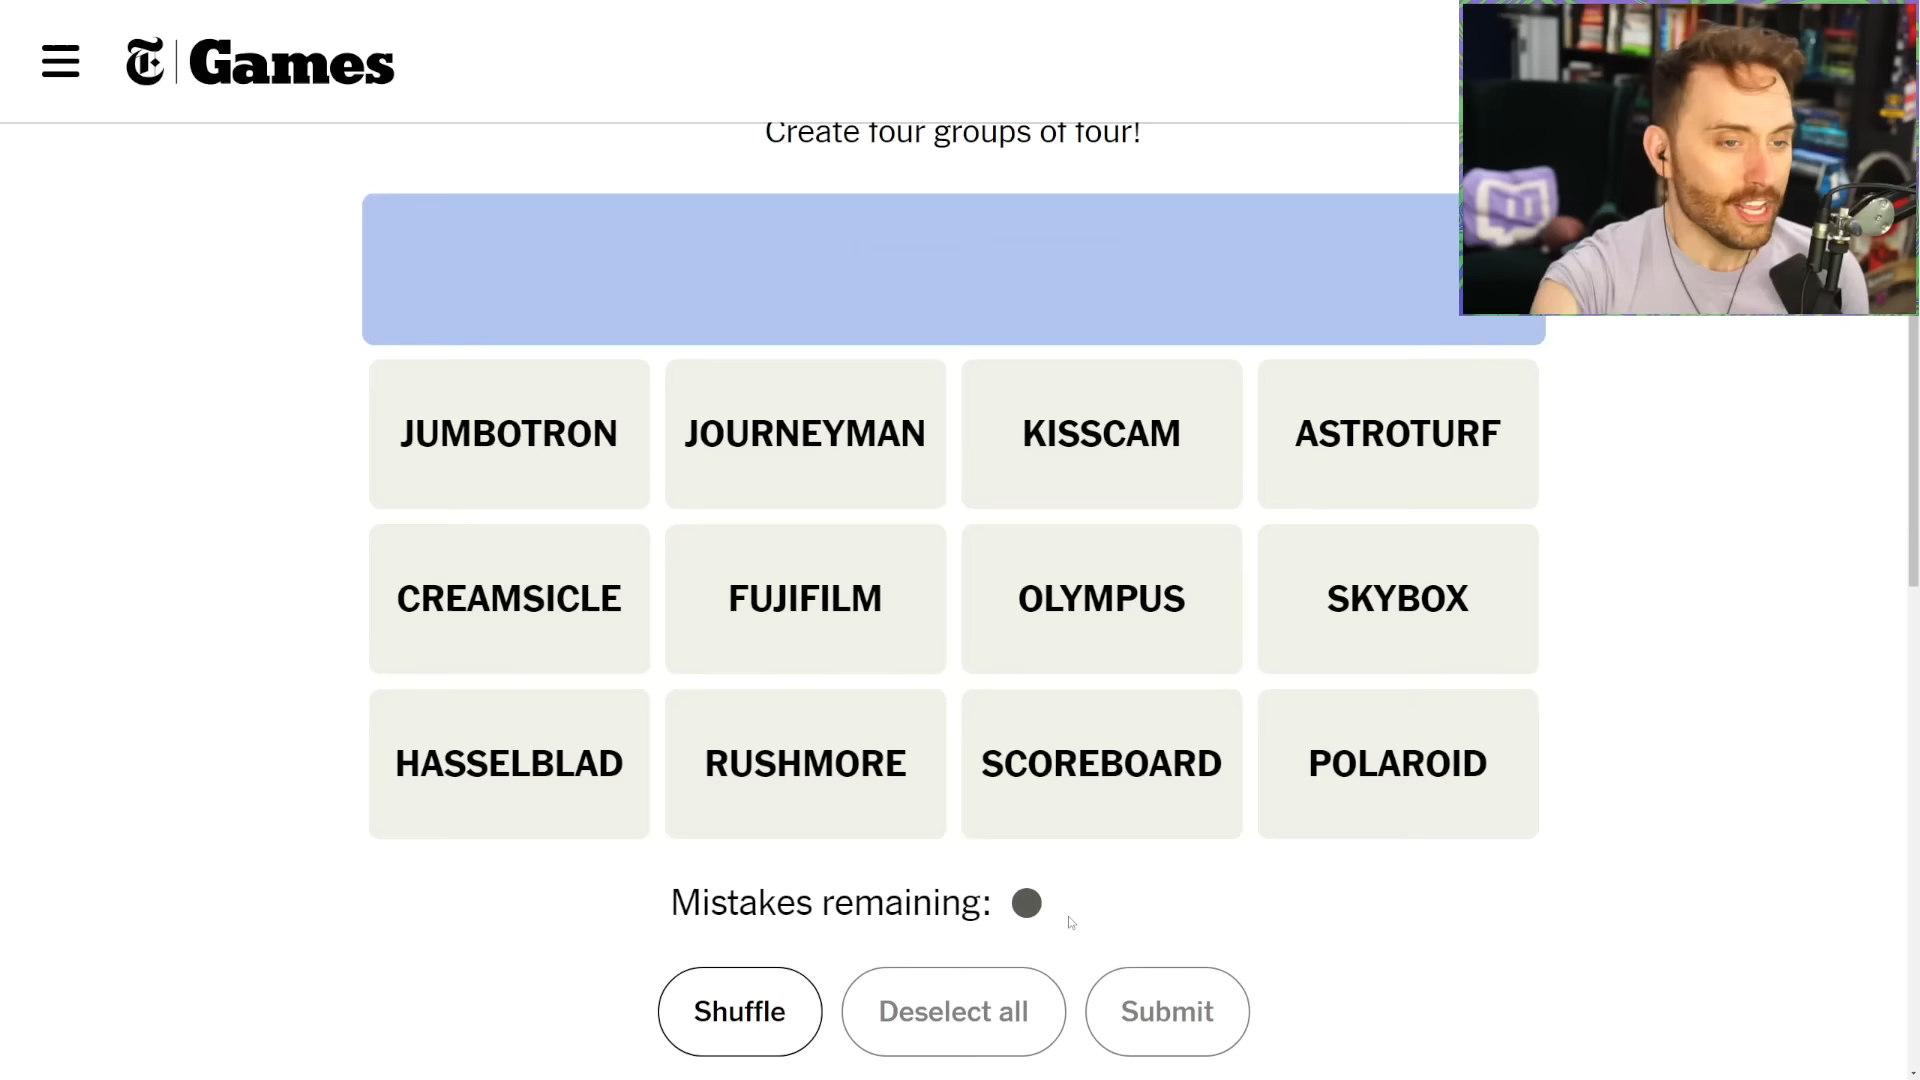 T Games
Create four groups of four!
JUMBOTRON JOURNEYMAN KISSCAM ASTROTURF
CREAMSICLE FUJIFILM OLYMPUS SKYBOX
HASSELBLAD RUSHMORE SCOREBOARD POLAROID
Mistakes remaining:
Shuffle Deselect all Submit